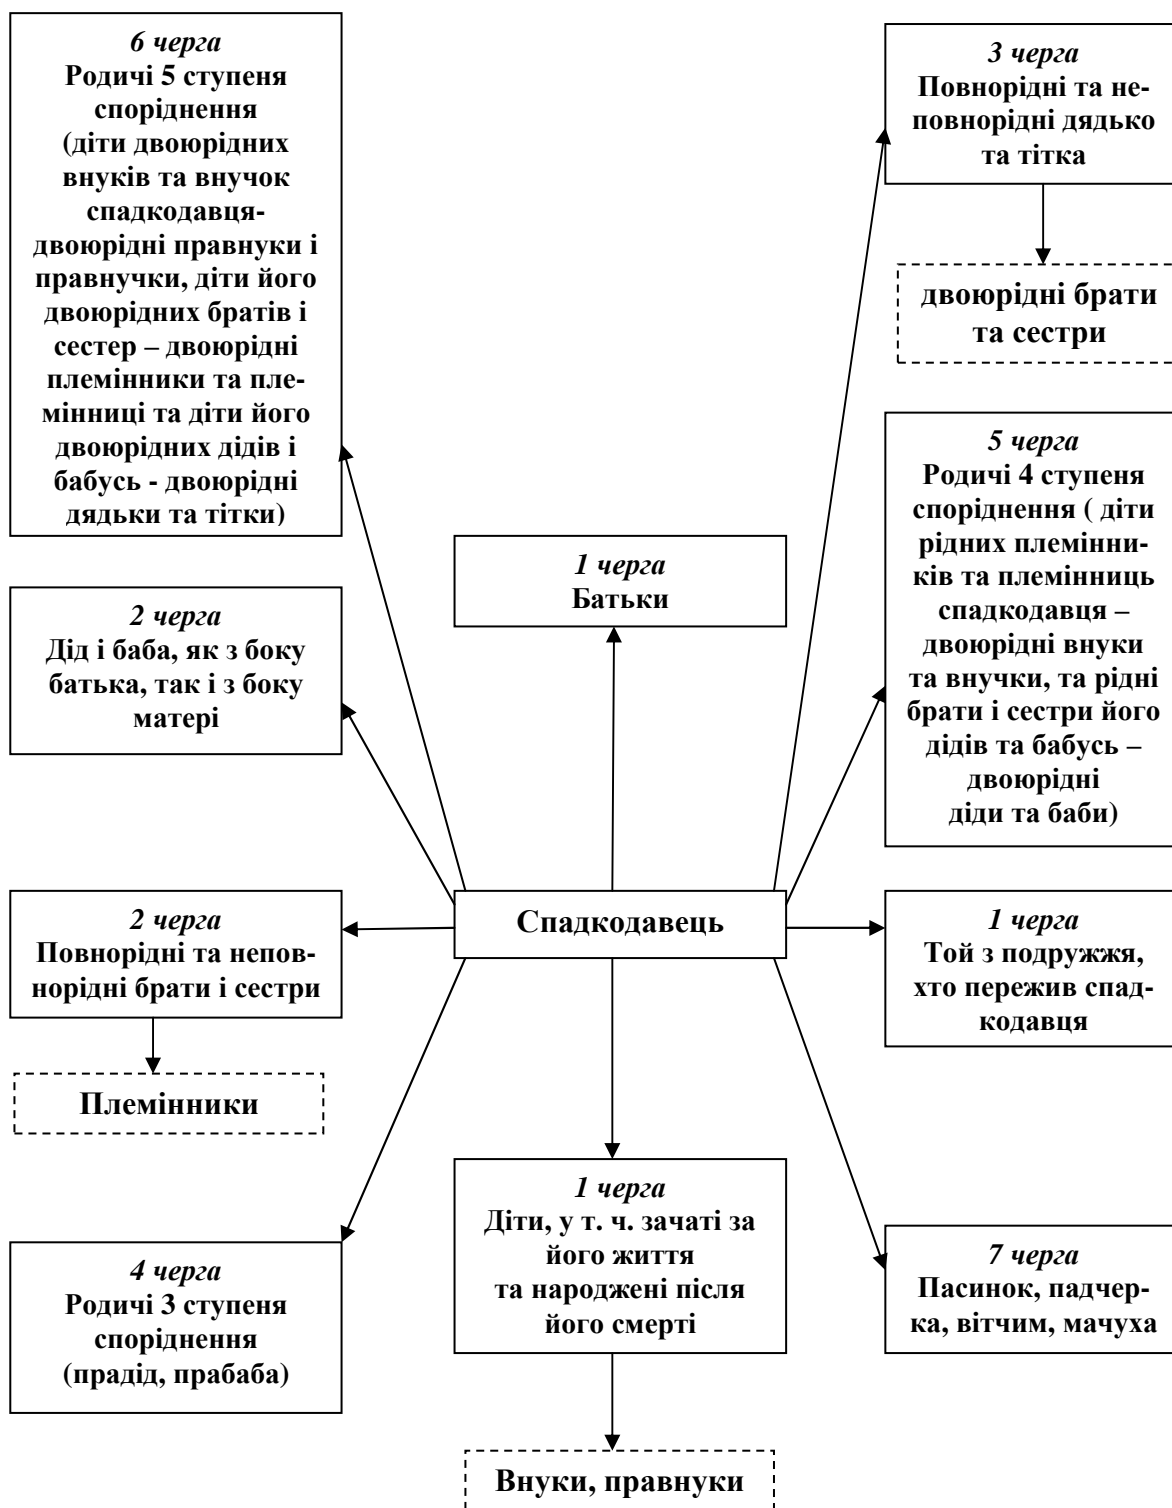 6 черга
Родичі 5 ступеня
споріднення
(діти двоюрідних
внуків та внучок
спадкодавця-
двоюрідні правнуки і
правнучки, діти його
двоюрідних братів і
сестер – двоюрідні
племінники та пле-
мінниці та діти його
двоюрідних дідів і
бабусь - двоюрідні
дядьки та тітки)
3 черга
Повнорідні та не-
повнорідні дядько
та тітка
двоюрідні брати
та сестри
1 черга
Батьки
5 черга
Родичі 4 ступеня
споріднення ( діти
рідних племінни-
ків та племінниць
спадкодавця –
двоюрідні внуки
та внучки, та рідні
брати і сестри його
дідів та бабусь –
двоюрідні
діди та баби)
2 черга
Дід і баба, як з боку
батька, так і з боку
матері
2 черга
Повнорідні та непов-
норідні брати і сестри
Племінники
Спадкодавець
1 черга
Той з подружжя,
хто пережив спад-
кодавця
4 черга
Родичі 3 ступеня
споріднення
(прадід, прабаба)
1 черга
Діти, у т. ч. зачаті за
його життя
та народжені після
його смерті
7 черга
Пасинок, падчер-
ка, вітчим, мачуха
Внуки, правнуки